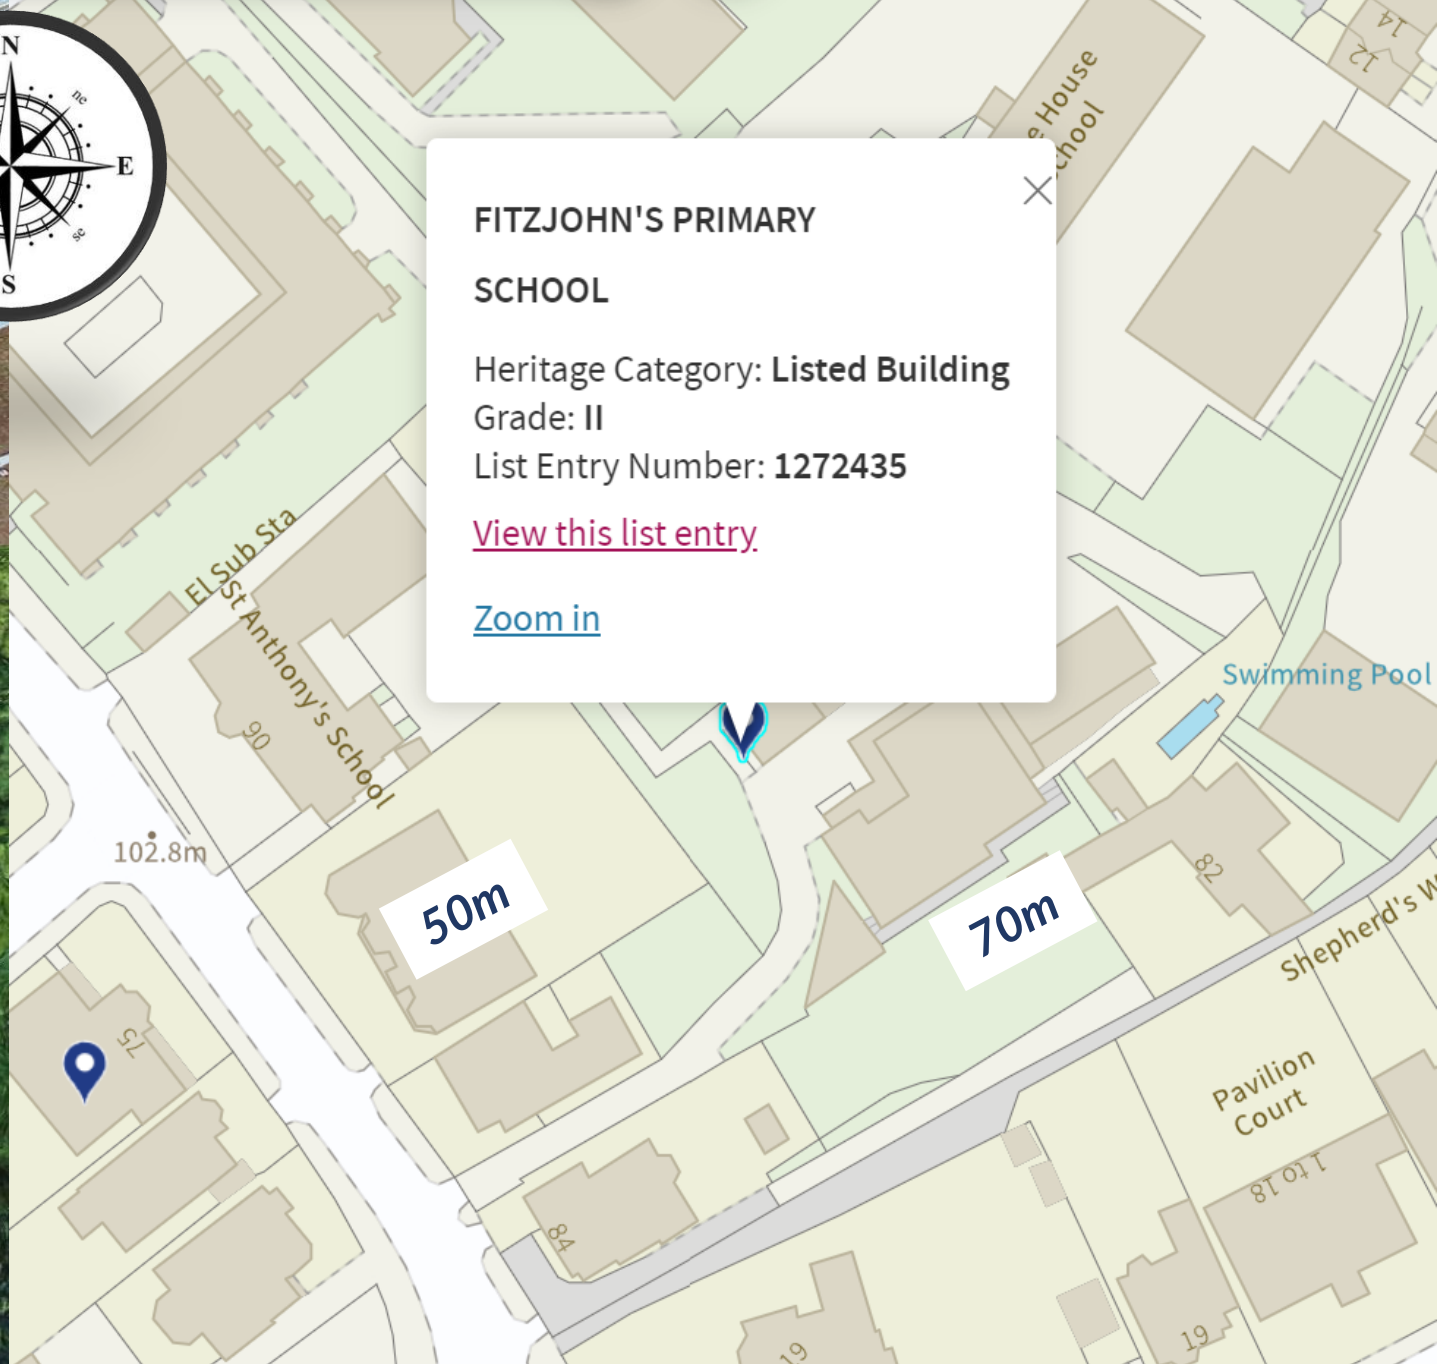 N
ne
E
se
S
e House
chool
14
12
FITZJOHN'S PRIMARY
SCHOOL
Heritage Category: Listed Building
Grade: II
List Entry Number: 1272435
View this list entry
Zoom in
El Sub Sta
St Anthony's School
90
Swimming Pool
102.8m
50m
70m
82
Shepherd's W
75
Pavilion
Court
1 to 18
84
19
19